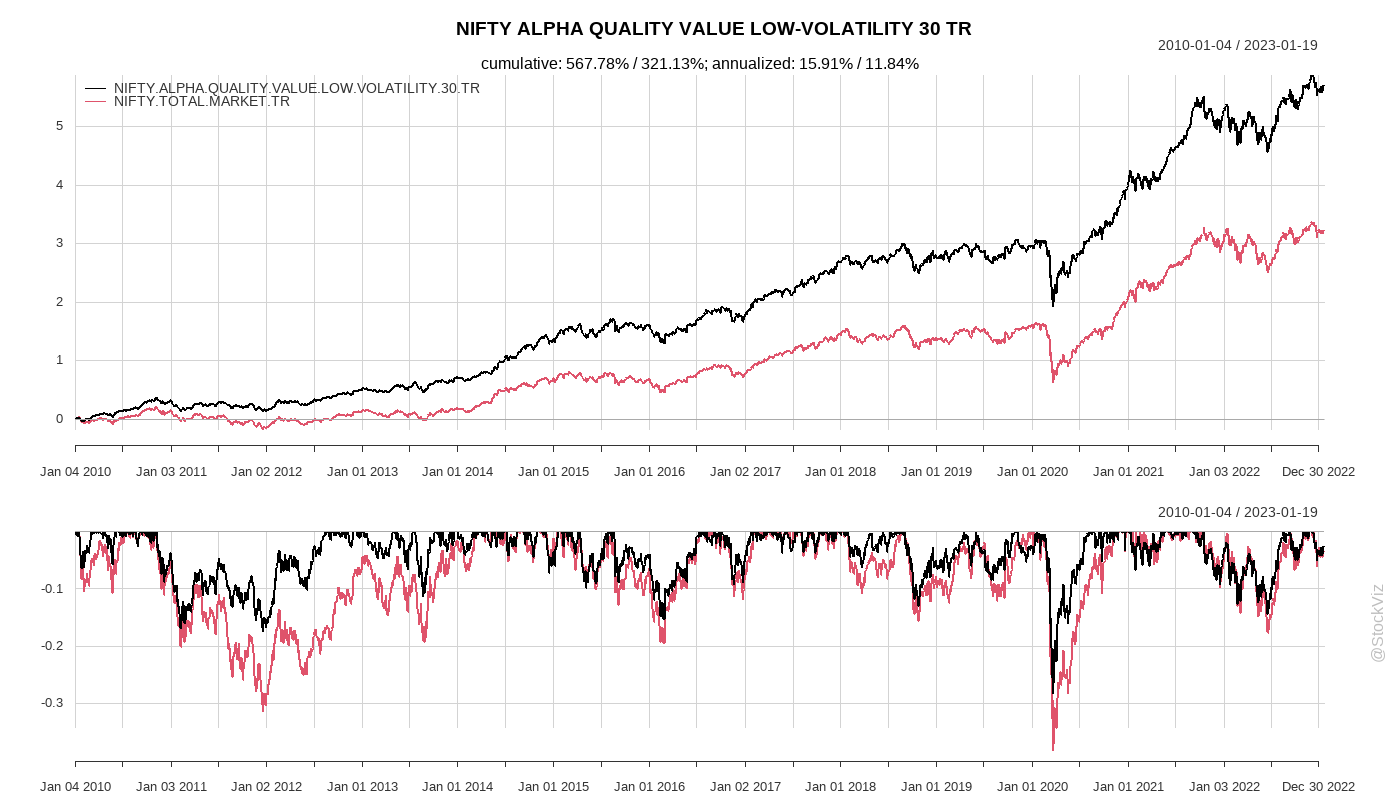 NIFTY ALPHA QUALITY VALUE LOW-VOLATILITY 30 TR
2010-01-04 / 2023-01-19
cumulative: 567.78% / 321.13%; annualized: 15.91% / 11.84%
NIFTY.ALPHA.QUALITY.VALUE.LOW.VOLATILITY.30.TR
NIFTY.TOTAL.MARKET.TR
5
4
3
2
1
0
Jan 04 2010 Jan 03 2011 Jan 02 2012 Jan 01 2013 Jan 01 2014 Jan 01 2015 Jan 01 2016 Jan 02 2017 Jan 01 2018 Jan 01 2019 Jan 01 2020 Jan 01 2021 Jan 03 2022 Dec 30 2022
2010-01-04 / 2023-01-19
-0.1
-0.2
-0.3
Jan 04 2010 Jan 03 2011 Jan 02 2012 Jan 01 2013 Jan 01 2014 Jan 01 2015 Jan 01 2016 Jan 02 2017 Jan 01 2018 Jan 01 2019 Jan 01 2020 Jan 01 2021 Jan 03 2022 Dec 30 2022
@StockViz